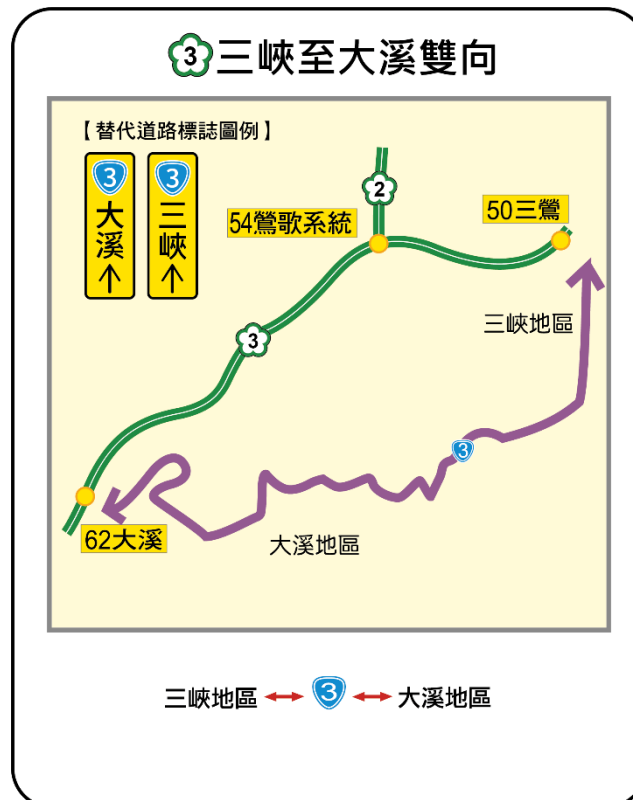 3 三峽至大溪雙向
【替代道路標誌圖例】
3 大溪↑
3 三峽↑
2
54鶯歌系統
50三鶯
三峽地區
3
3
62大溪
大溪地區
三峽地區 ↔ 3 ↔ 大溪地區